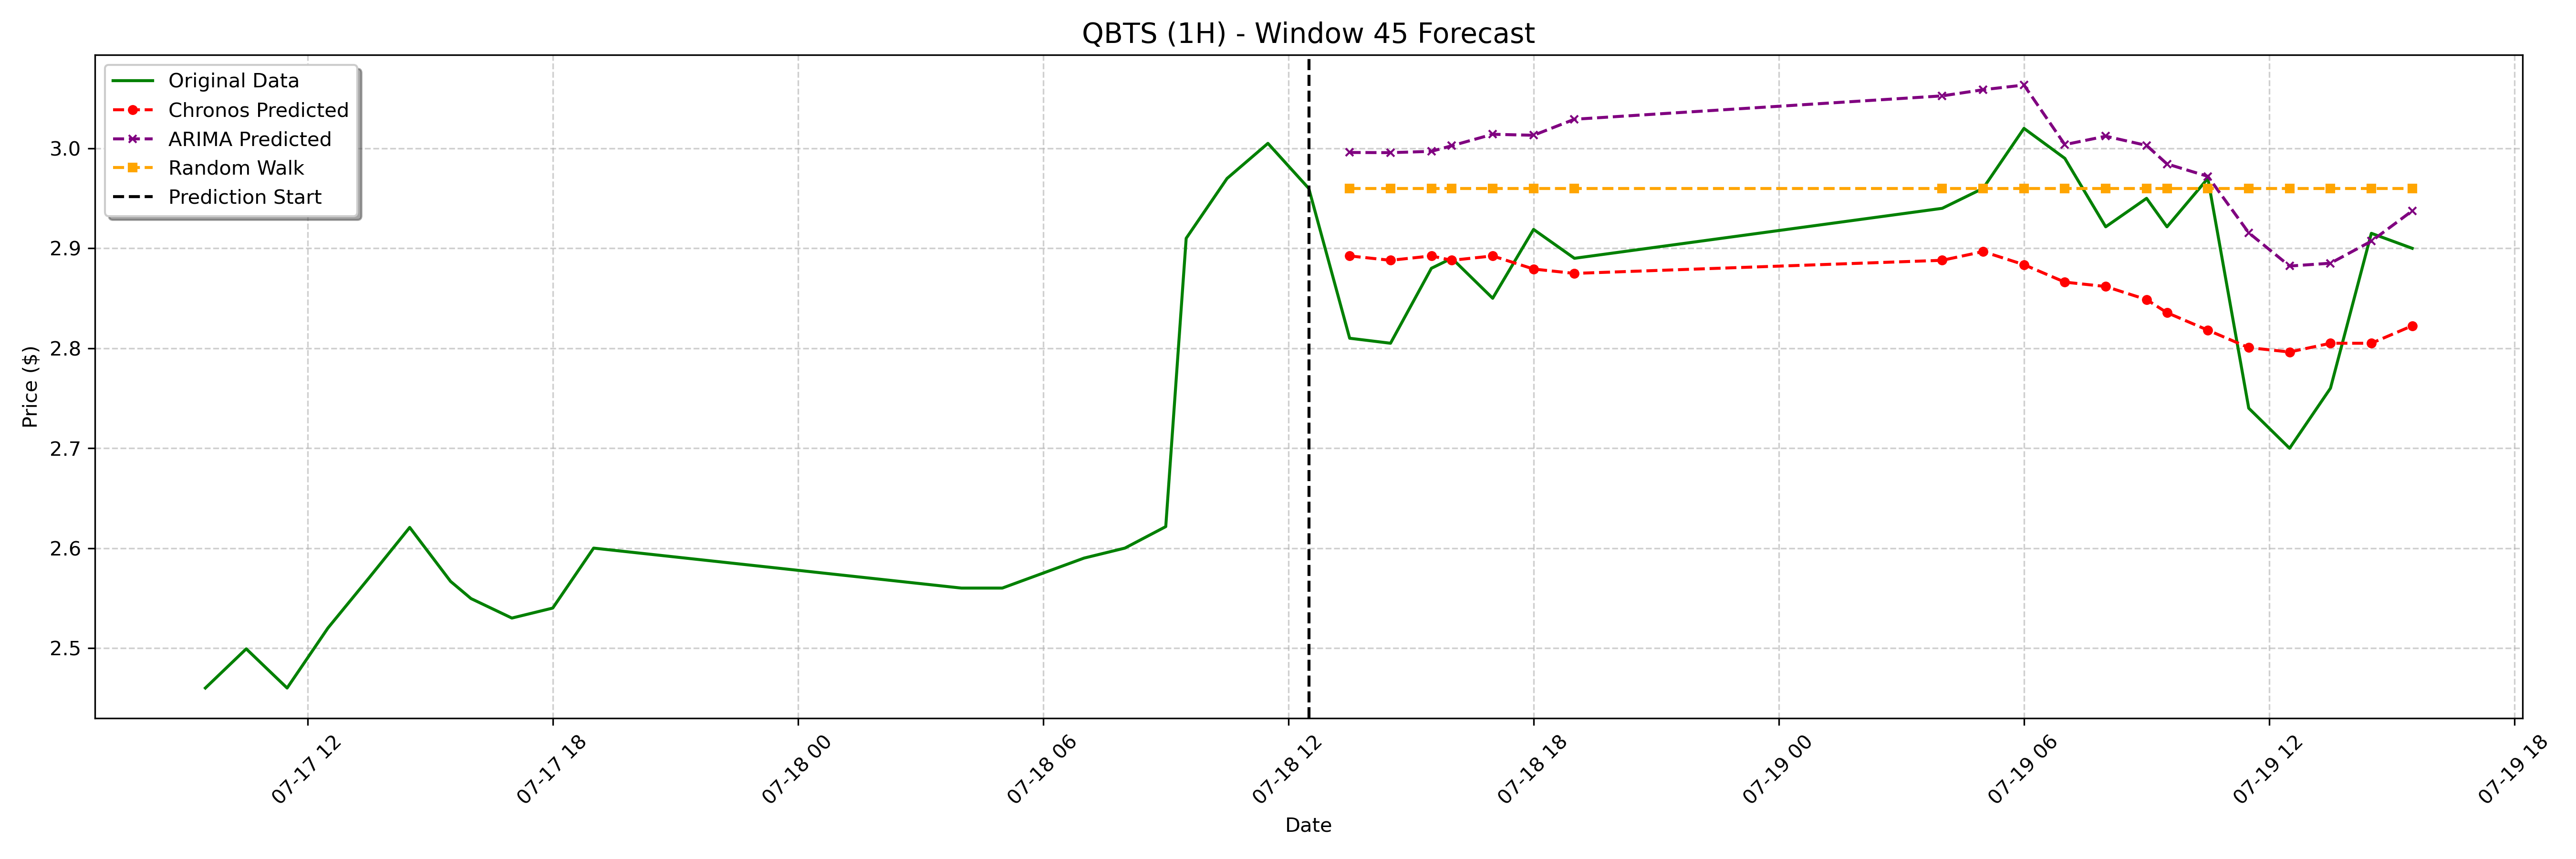 QBTS (1H) - Window 45 Forecast
Original Data
Chronos Predicted
ARIMA Predicted
Random Walk
Prediction Start
Price ($)
3.0
2.9
2.8
2.7
2.6
2.5
07-17 12
07-17 18
07-18 00
07-18 06
07-18 12
07-18 18
07-19 00
07-19 06
07-19 12
07-19 18
Date